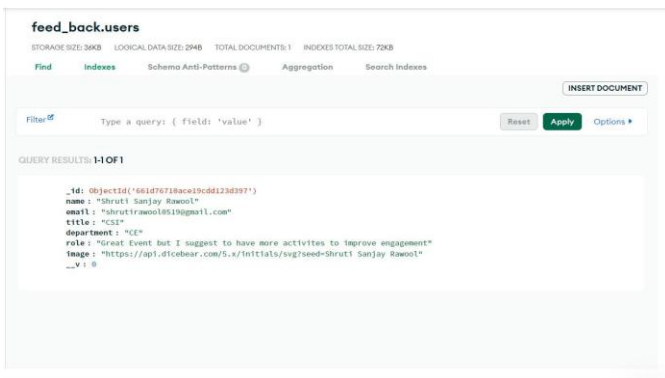 feed_back.users
STORAGE SIZE: 36KB LOGICAL DATA SIZE: 294B TOTAL DOCUMENTS: 1 INDEXES TOTAL SIZE: 72KB
Find Indexes Schema Anti-Patterns 0 Aggregation Search Indexes
INSERT DOCUMENT
Filter Type a query: { field: 'value' } Reset Apply Options
QUERY RESULTS: 1-1 OF 1
_id: ObjectId('661d76710ace19cdd123d397')
name: "Shruti Sanjay Rawool"
email: "shrutirawool0519@gmail.com"
title: "CSI"
department: "CE"
role: "Great Event but I suggest to have more activites to improve engagement"
image: "https://api.dicebear.com/5.x/initials/svg?seed=Shruti Sanjay Rawool"
__v: 0